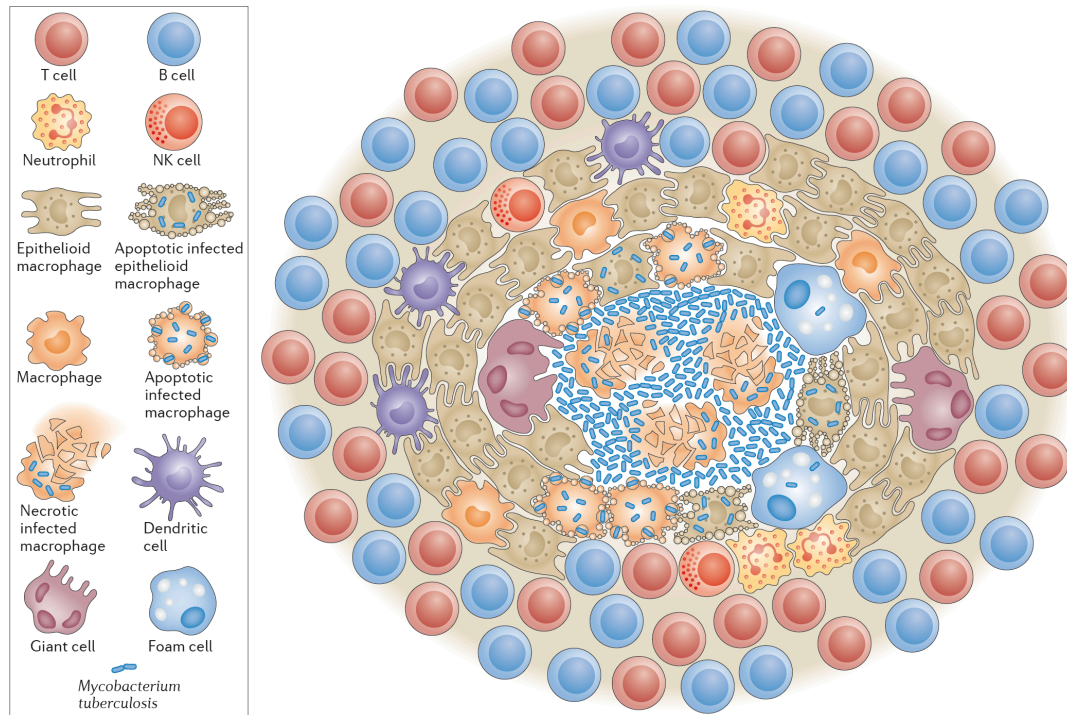 T cell
B cell
Neutrophil
NK cell
Epithelioid
macrophage
Apoptotic infected
epithelioid
macrophage
Macrophage
Apoptotic
infected
macrophage
Necrotic
infected
macrophage
Dendritic
cell
Giant cell
Foam cell
Mycobacterium
tuberculosis